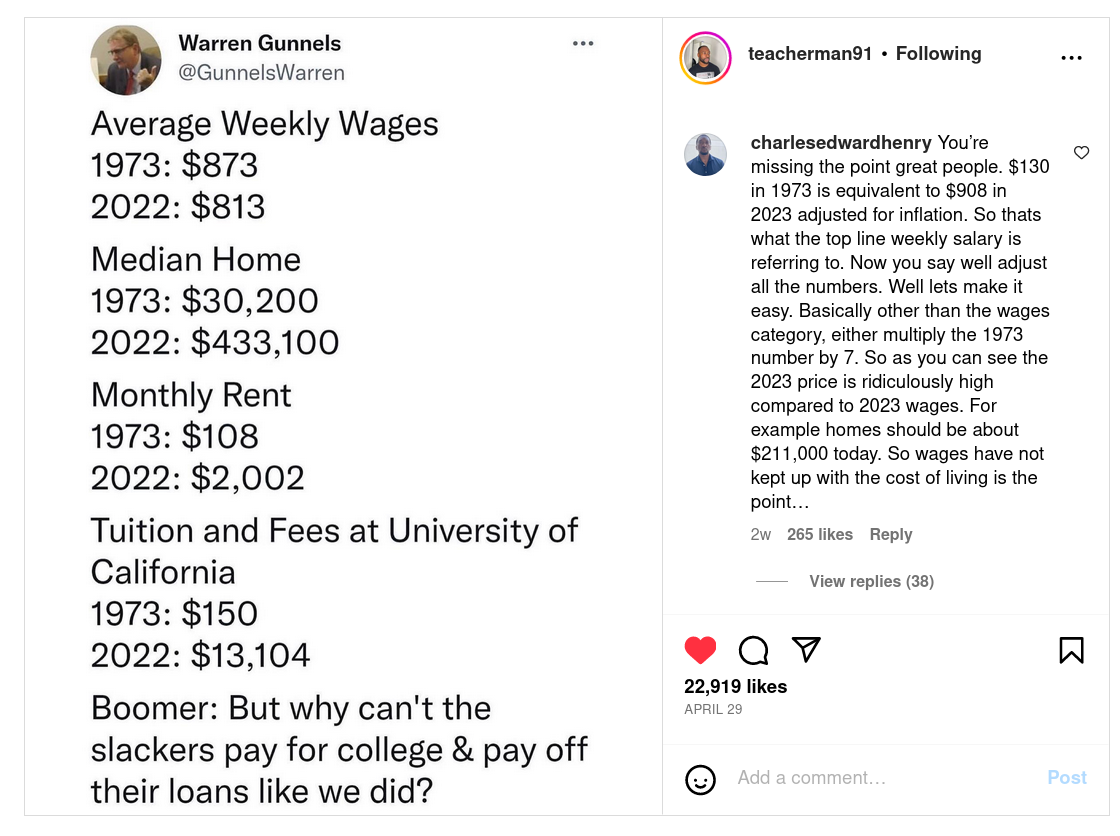 Warren Gunnels
@GunnelsWarren
Average Weekly Wages
1973: $873
2022: $813
Median Home
1973: $30,200
2022: $433,100
Monthly Rent
1973: $108
2022: $2,002
Tuition and Fees at University of
California
1973: $150
2022: $13,104
Boomer: But why can't the
slackers pay for college & pay off
their loans like we did?
teacherman91 • Following
charlesedwardhenry You’re
missing the point great people. $130
in 1973 is equivalent to $908 in
2023 adjusted for inflation. So thats
what the top line weekly salary is
referring to. Now you say well adjust
all the numbers. Well lets make it
easy. Basically other than the wages
category, either multiply the 1973
number by 7. So as you can see the
2023 price is ridiculously high
compared to 2023 wages. For
example homes should be about
$211,000 today. So wages have not
kept up with the cost of living is the
point…
2w 265 likes Reply
View replies (38)
22,919 likes
APRIL 29
Add a comment… Post